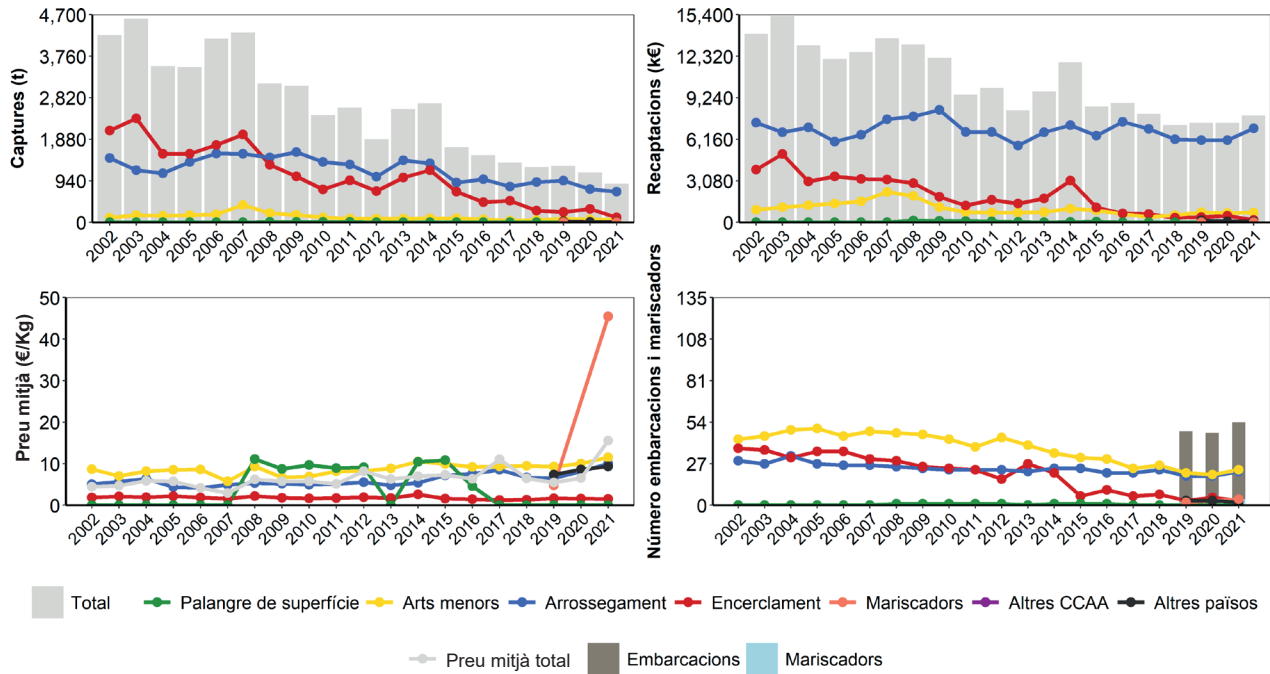 Captures (t)
4,700
3,760
2,820
1,880
940
0
2002 2003 2004 2005 2006 2007 2008 2009 2010 2011 2012 2013 2014 2015 2016 2017 2018 2019 2020 2021
Recaptacions (k€)
15,400
12,320
9,240
6,160
3,080
0
2002 2003 2004 2005 2006 2007 2008 2009 2010 2011 2012 2013 2014 2015 2016 2017 2018 2019 2020 2021
Preu mitjà (€/Kg)
50
40
30
20
10
0
2002 2003 2004 2005 2006 2007 2008 2009 2010 2011 2012 2013 2014 2015 2016 2017 2018 2019 2020 2021
Número embarcacions i mariscadors
135
108
81
54
27
0
2002 2003 2004 2005 2006 2007 2008 2009 2010 2011 2012 2013 2014 2015 2016 2017 2018 2019 2020 2021
Total Palangre de superfície Arts menors Arrossegament Encerclament Mariscadors Altres CCAA Altres països
Preu mitjà total Embarcacions Mariscadors